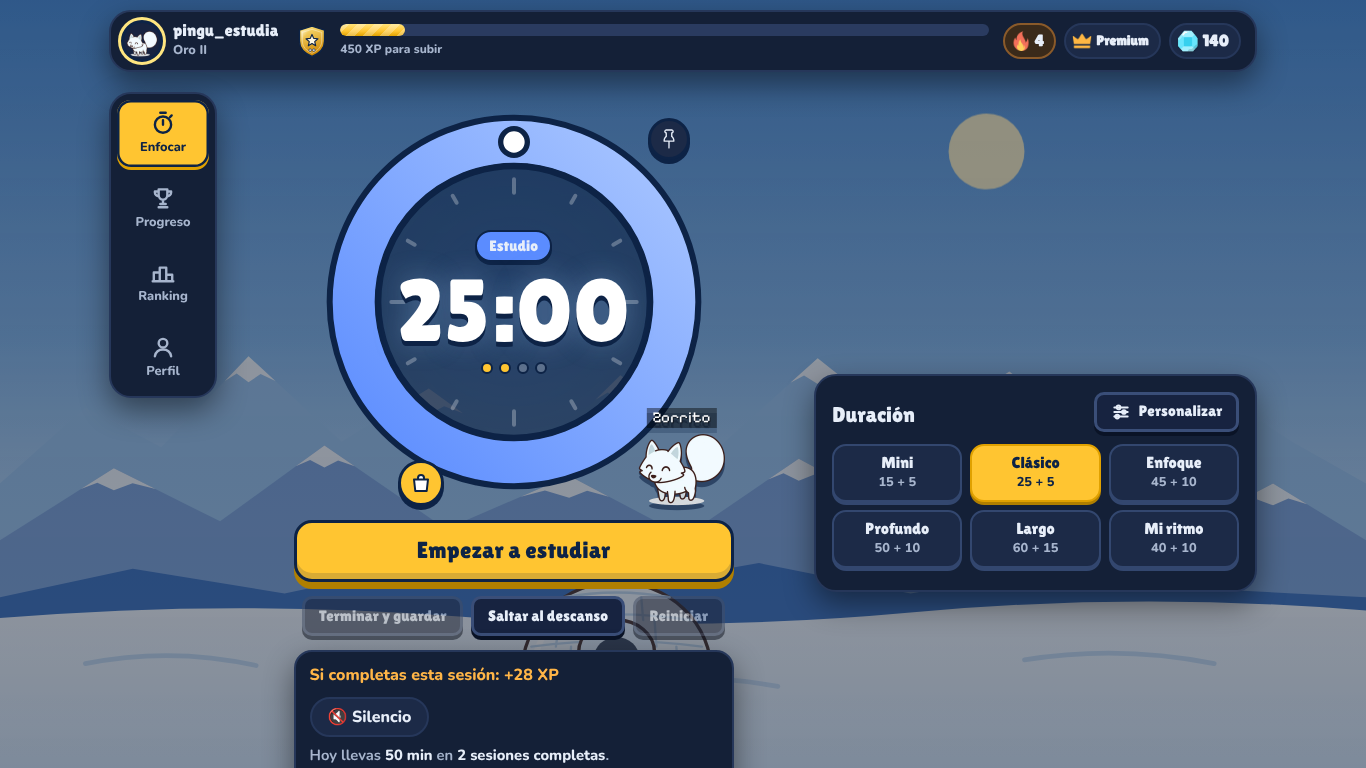 pingu_estudia
Oro II
450 XP para subir
4
Premium
140
Enfocar
Progreso
Ranking
Perfil
Estudio
25:00
Zorrito
Empezar a estudiar
Terminar y guardar
Saltar al descanso
Reiniciar
Si completas esta sesión: +28 XP
Silencio
Hoy llevas 50 min en 2 sesiones completas.
Duración
Personalizar
Mini
15 + 5
Clásico
25 + 5
Enfoque
45 + 10
Profundo
50 + 10
Largo
60 + 15
Mi ritmo
40 + 10